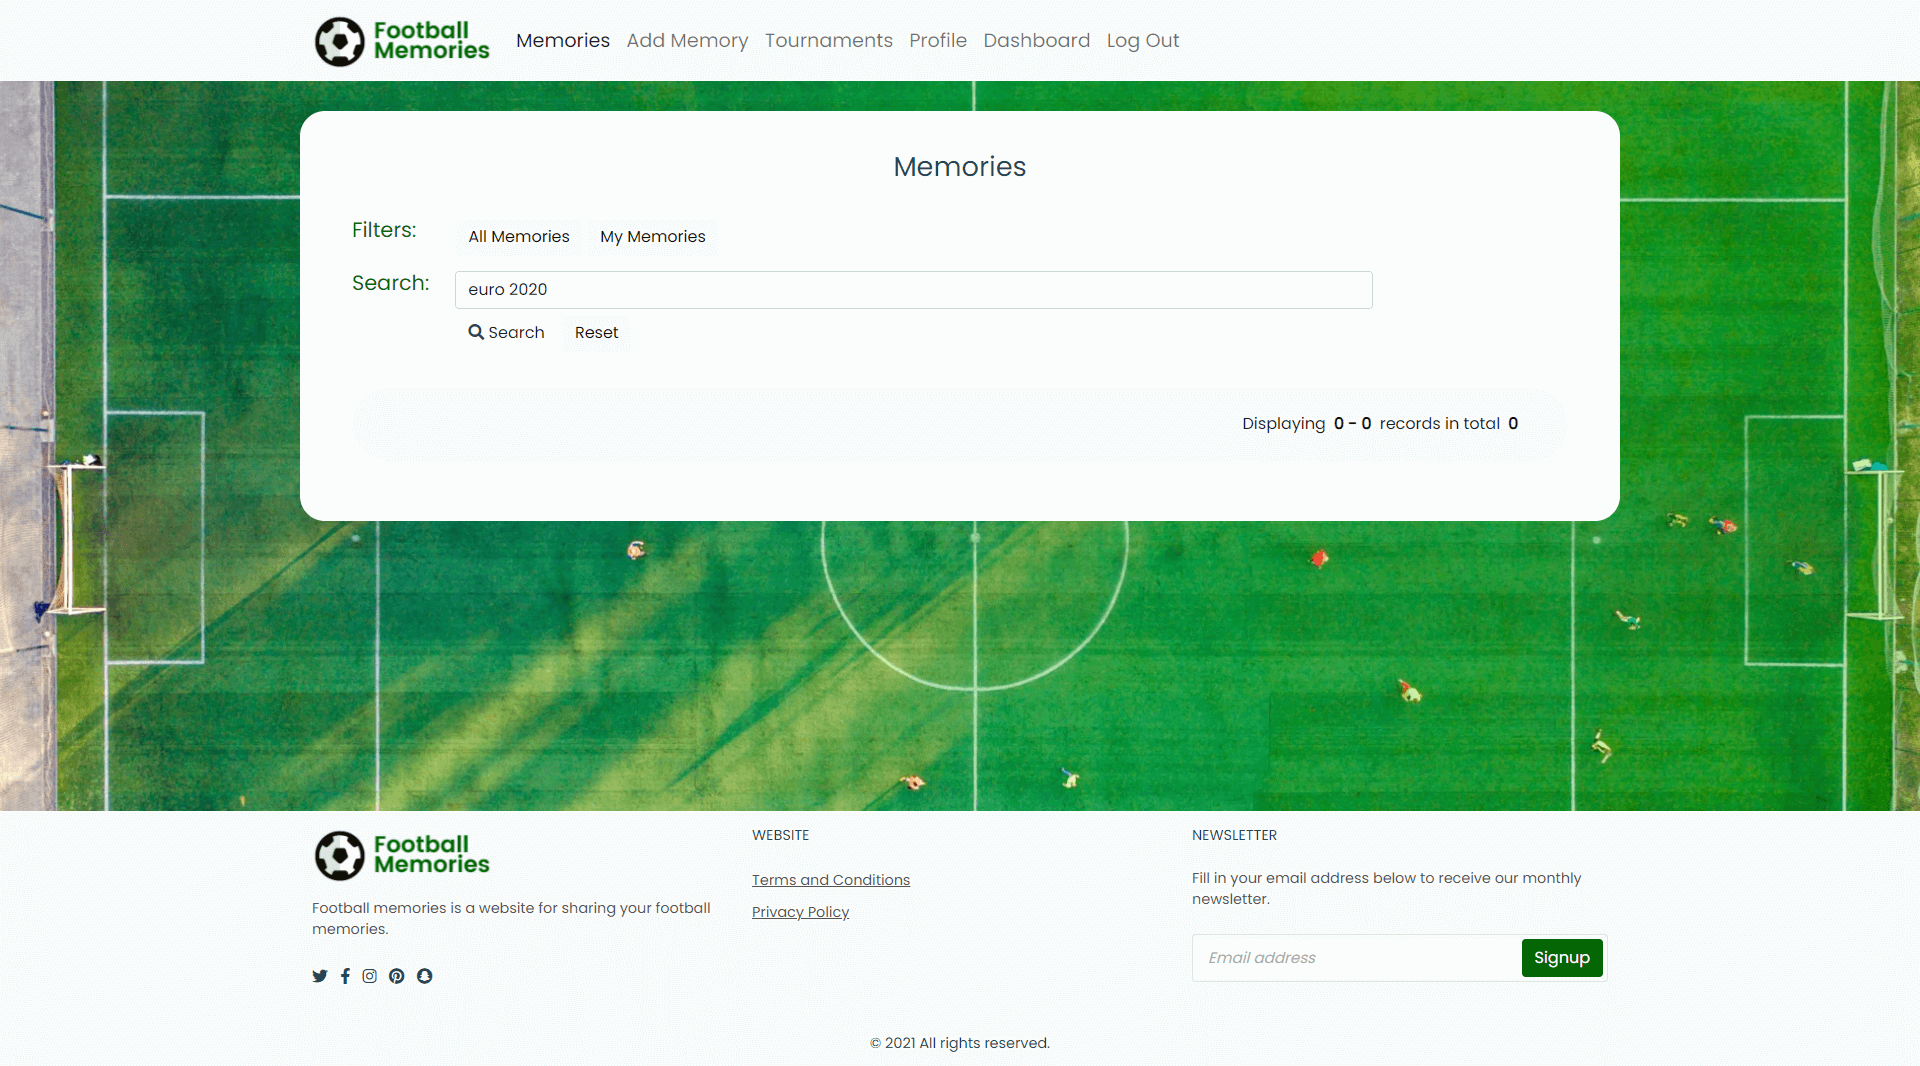 Football Memories
Memories Add Memory Tournaments Profile Dashboard Log Out
Memories
Filters: All Memories My Memories
Search: euro 2020
Search Reset
Displaying 0 - 0 records in total 0
Football Memories
Football memories is a website for sharing your football
memories.
WEBSITE
Terms and Conditions
Privacy Policy
NEWSLETTER
Fill in your email address below to receive our monthly
newsletter.
Email address Signup
© 2021 All rights reserved.